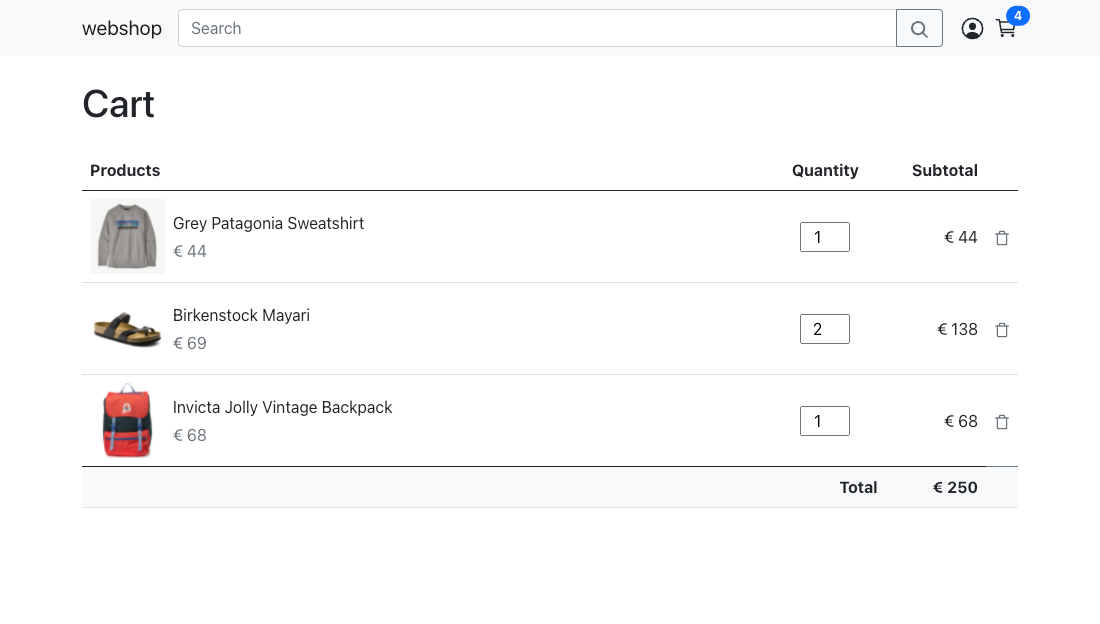 webshop
Search
4
Cart
Products Quantity Subtotal
Grey Patagonia Sweatshirt
€ 44
1
€ 44
Birkenstock Mayari
€ 69
2
€ 138
Invicta Jolly Vintage Backpack
€ 68
1
€ 68
Total € 250